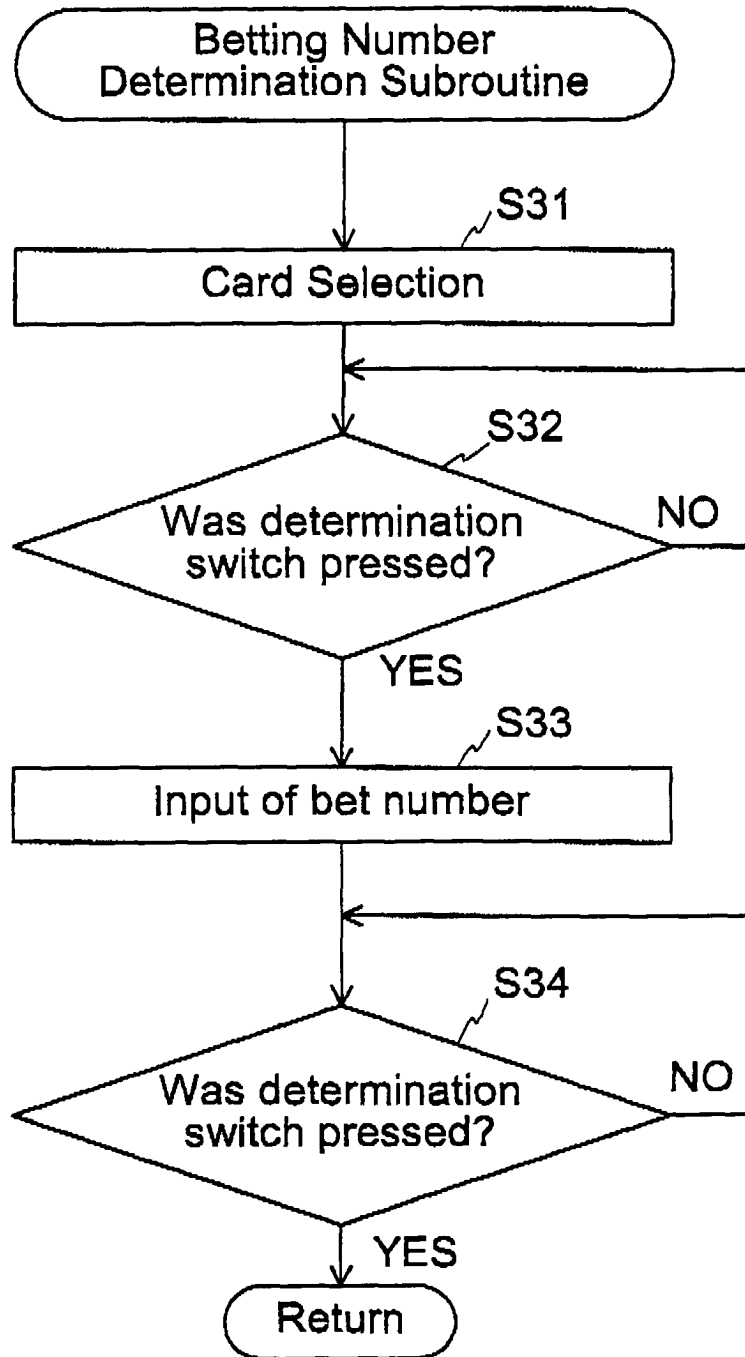 Betting Number
Determination Subroutine
S31
Card Selection
S32
Was determination
switch pressed?
NO
YES
S33
Input of bet number
S34
Was determination
switch pressed?
NO
YES
Return